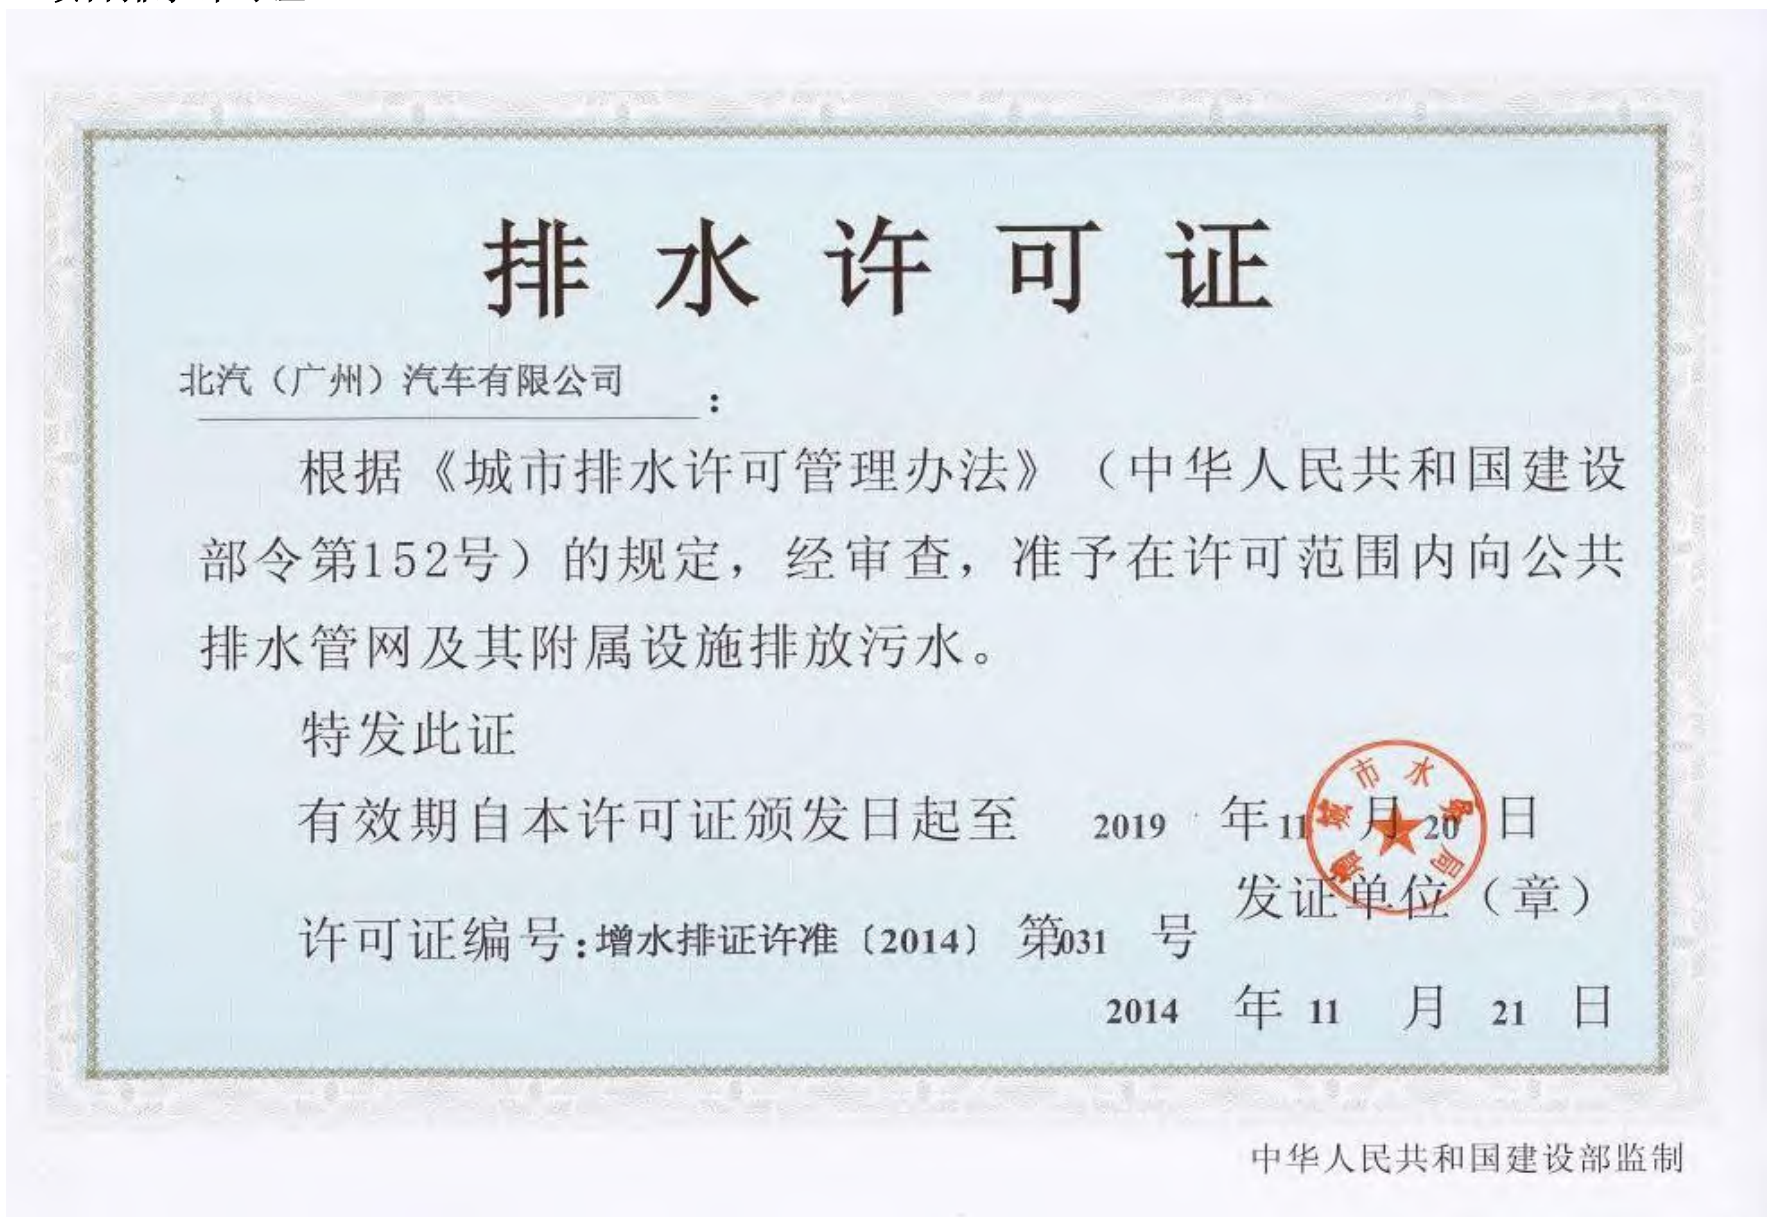 排水许可证
北汽（广州）汽车有限公司：
根据《城市排水许可管理办法》（中华人民共和国建设
部令第152号）的规定，经审查，准予在许可范围内向公共
排水管网及其附属设施排放污水。
特发此证
有效期自本许可证颁发日起至 2019 年 11 月 20 日
增城市水务局
发证单位（章）
许可证编号：增水排证许准〔2014〕第031号
2014 年 11 月 21 日
中华人民共和国建设部监制